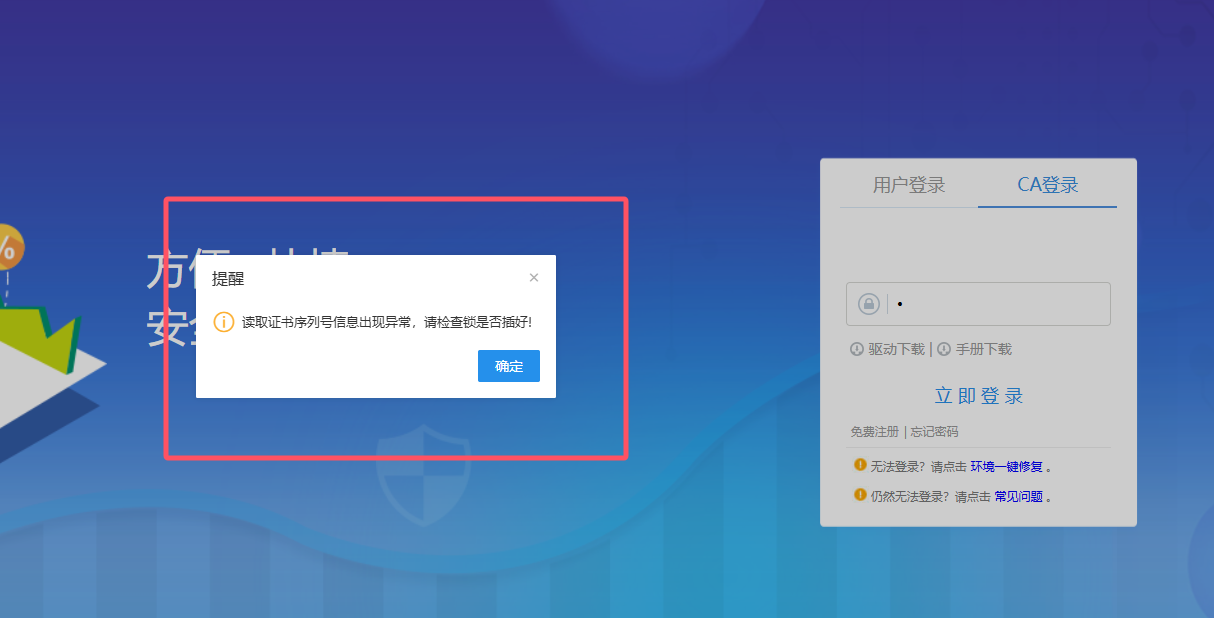 用户登录
CA登录
方
安
提醒
×
读取证书序列号信息出现异常，请检查锁是否插好!
确定
•
驱动下载 | 手册下载
立即登录
免费注册 | 忘记密码
无法登录? 请点击 环境一键修复 。
仍然无法登录? 请点击 常见问题 。
%